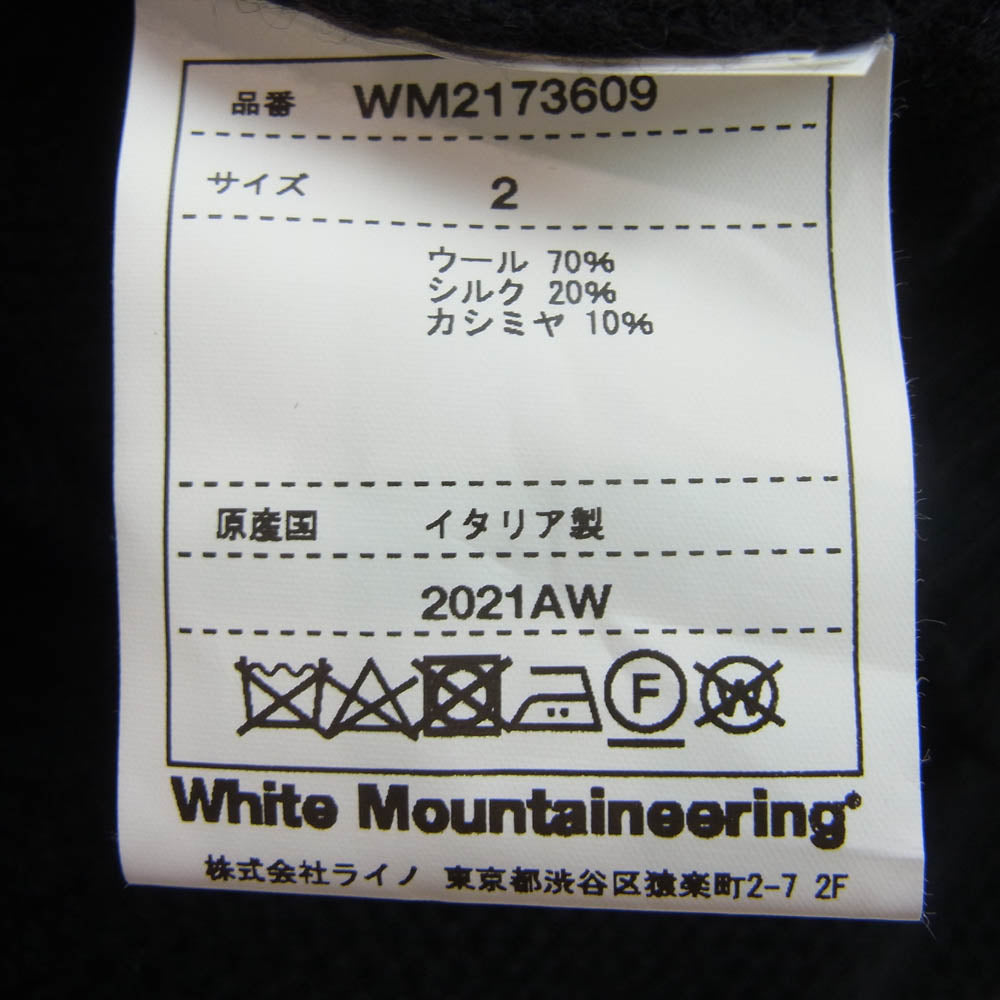 品番 WM2173609
サイズ 2
ウール 70%
シルク 20%
カシミヤ 10%
原産国 イタリア製
2021AW
F W
White Mountaineering®
株式会社ライノ 東京都渋谷区猿楽町2-7 2F